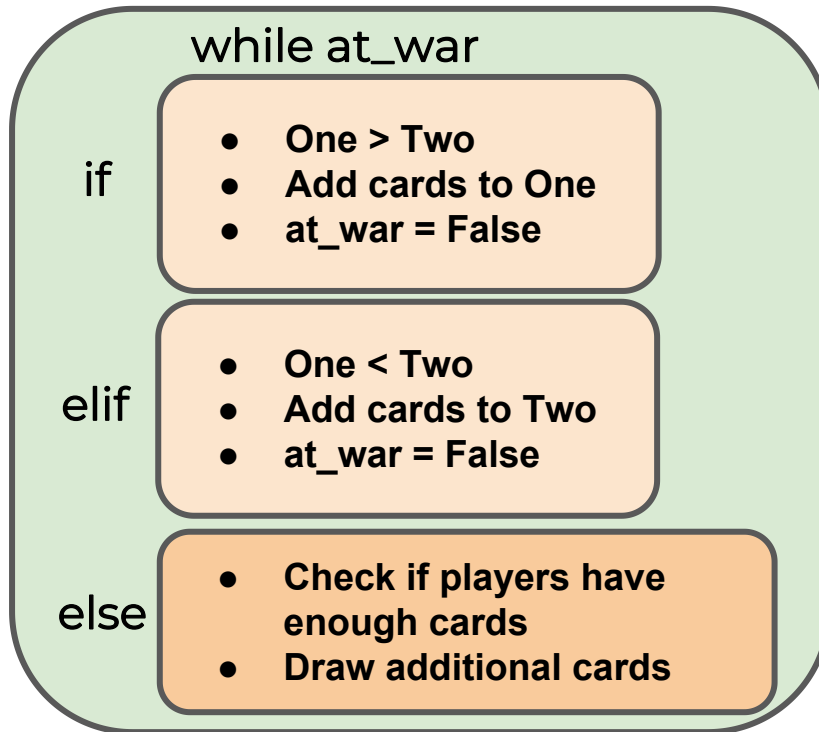 while at_war
if
● One > Two
● Add cards to One
● at_war = False
elif
● One < Two
● Add cards to Two
● at_war = False
else
● Check if players have
enough cards
● Draw additional cards